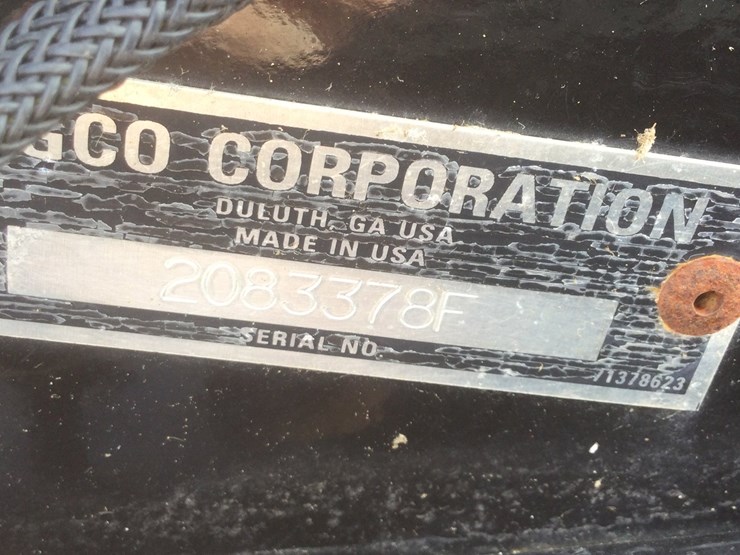 GCO CORPORATION
DULUTH, GA USA
MADE IN USA
2083378F
SERIAL NO.
71378623